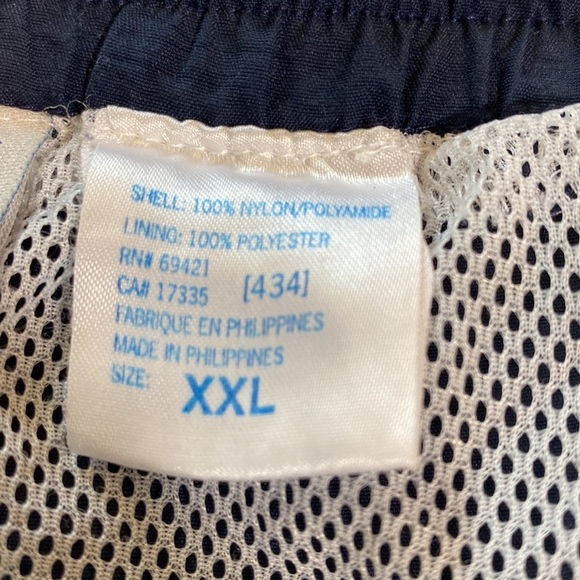 SHELL: 100% NYLON/POLYAMIDE
LINING: 100% POLYESTER
RN# 69421
CA# 17335 [434]
FABRIQUE EN PHILIPPINES
MADE IN PHILIPPINES
SIZE: XXL